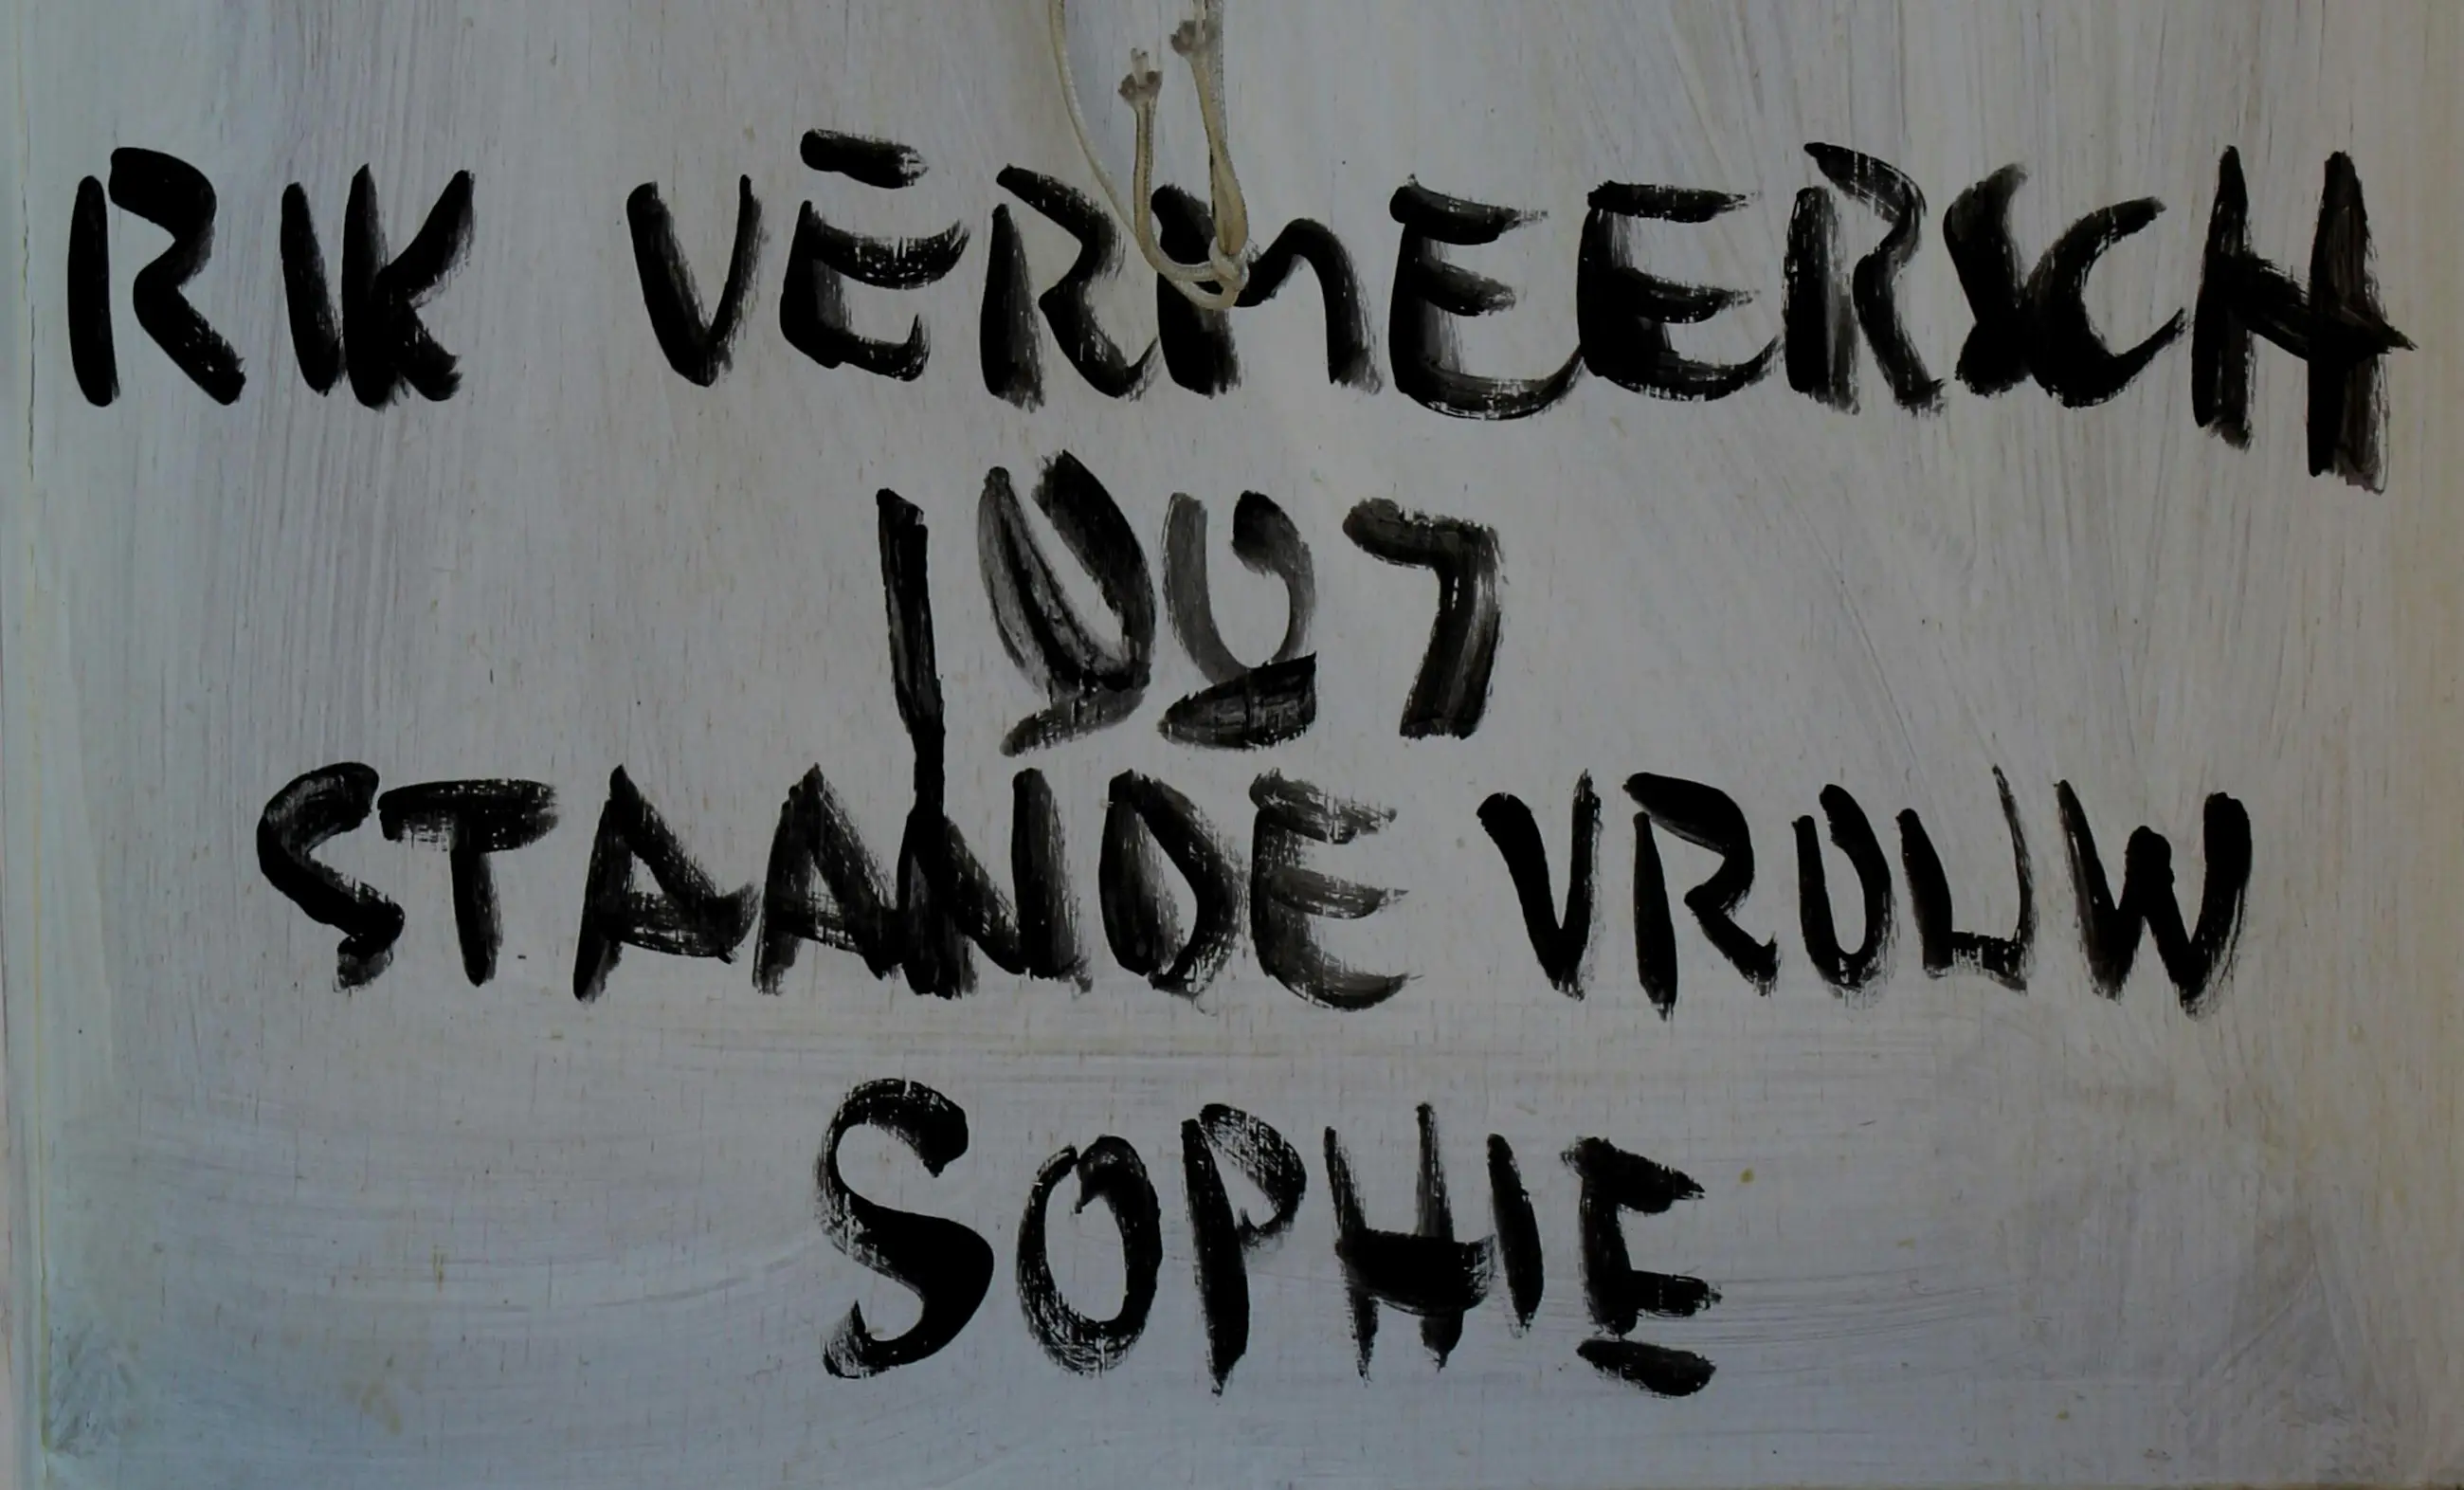 RIK VERMEERSCH
1997
STAANDE VROUW
SOPHIE